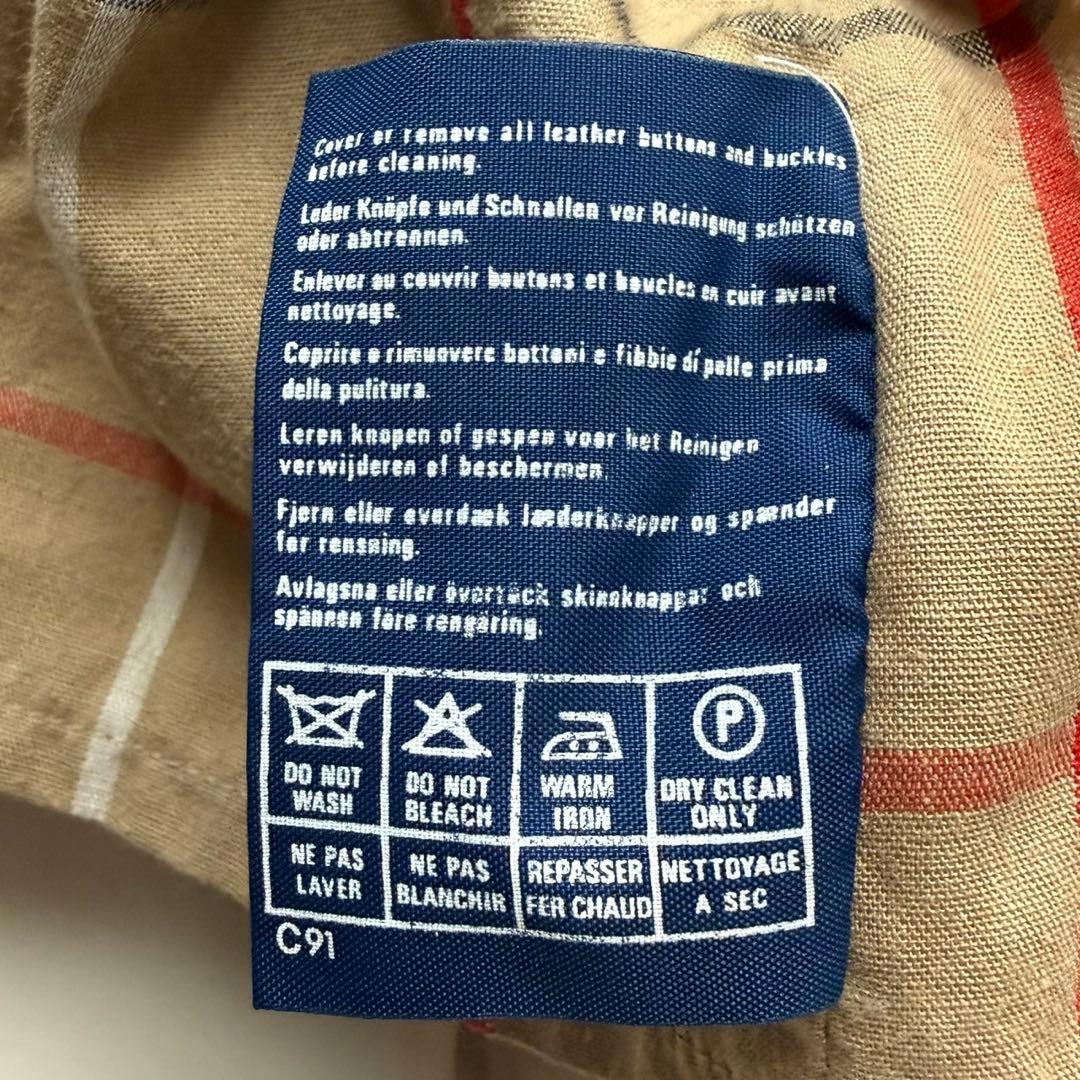 Cover or remove all leather buttons and buckles
before cleaning.
Leder Knöpfe und Schnallen vor Reinigung schützen
oder abtrennen.
Enlever ou couvrir boutons et boucles en cuir avant
nettoyage.
Coprire o rimuovere bottoni e fibbie di pelle prima
della pulitura.
Leren knopen of gespen voor het Reinigen
verwijderen of beschermen.
Fjern eller overdæk læderknapper og spænder
for rensning.
Avlagsna eller övertäck skinnknappar och
spännen före rengäring.
DO NOT
WASH
DO NOT
BLEACH
WARM
IRON
P
DRY CLEAN
ONLY
NE PAS
LAVER
NE PAS
BLANCHIR
REPASSER
FER CHAUD
NETTOYAGE
A SEC
C91